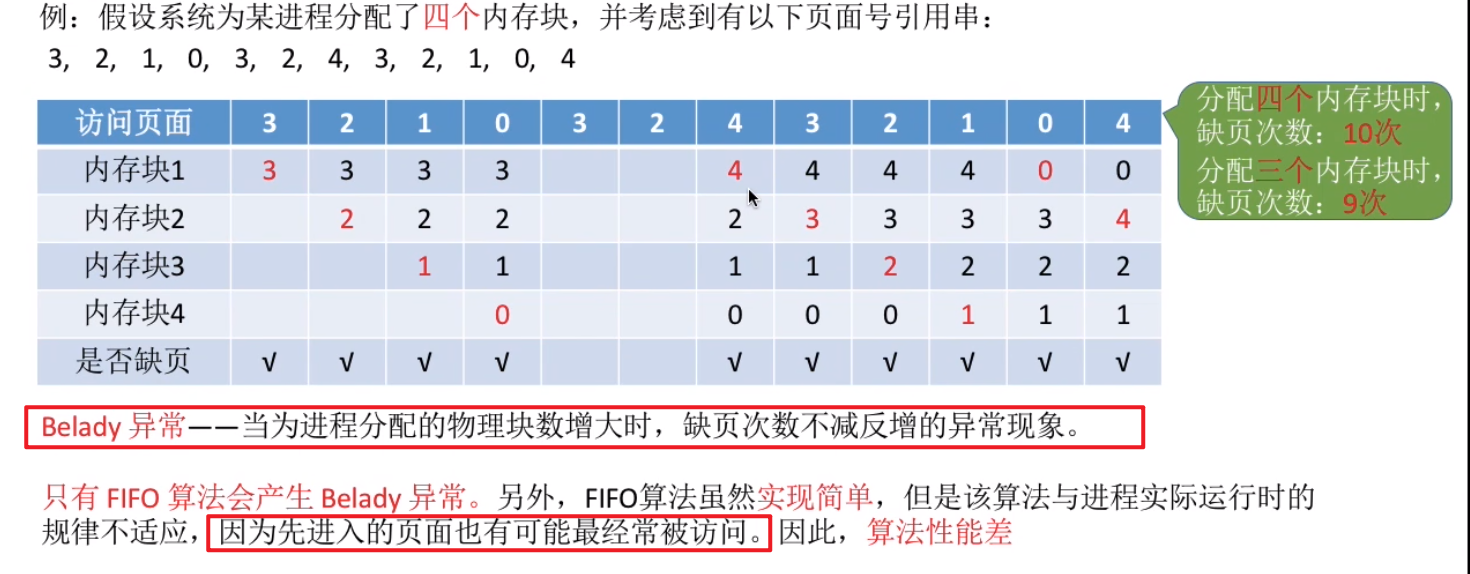 例：假设系统为某进程分配了四个内存块，并考虑到有以下页面号引用串：
3, 2, 1, 0, 3, 2, 4, 3, 2, 1, 0, 4
访问页面 3 2 1 0 3 2 4 3 2 1 0 4
内存块1 3 3 3 3 4 4 4 4 0 0
内存块2 2 2 2 2 3 3 3 3 4
内存块3 1 1 1 1 2 2 2 2
内存块4 0 0 0 0 1 1 1
是否缺页 √ √ √ √ √ √ √ √ √ √
分配四个内存块时，
缺页次数：10次
分配三个内存块时，
缺页次数：9次
Belady 异常——当为进程分配的物理块数增大时，缺页次数不减反增的异常现象。
只有 FIFO 算法会产生 Belady 异常。另外，FIFO算法虽然实现简单，但是该算法与进程实际运行时的
规律不适应，因为先进入的页面也有可能最经常被访问。因此，算法性能差